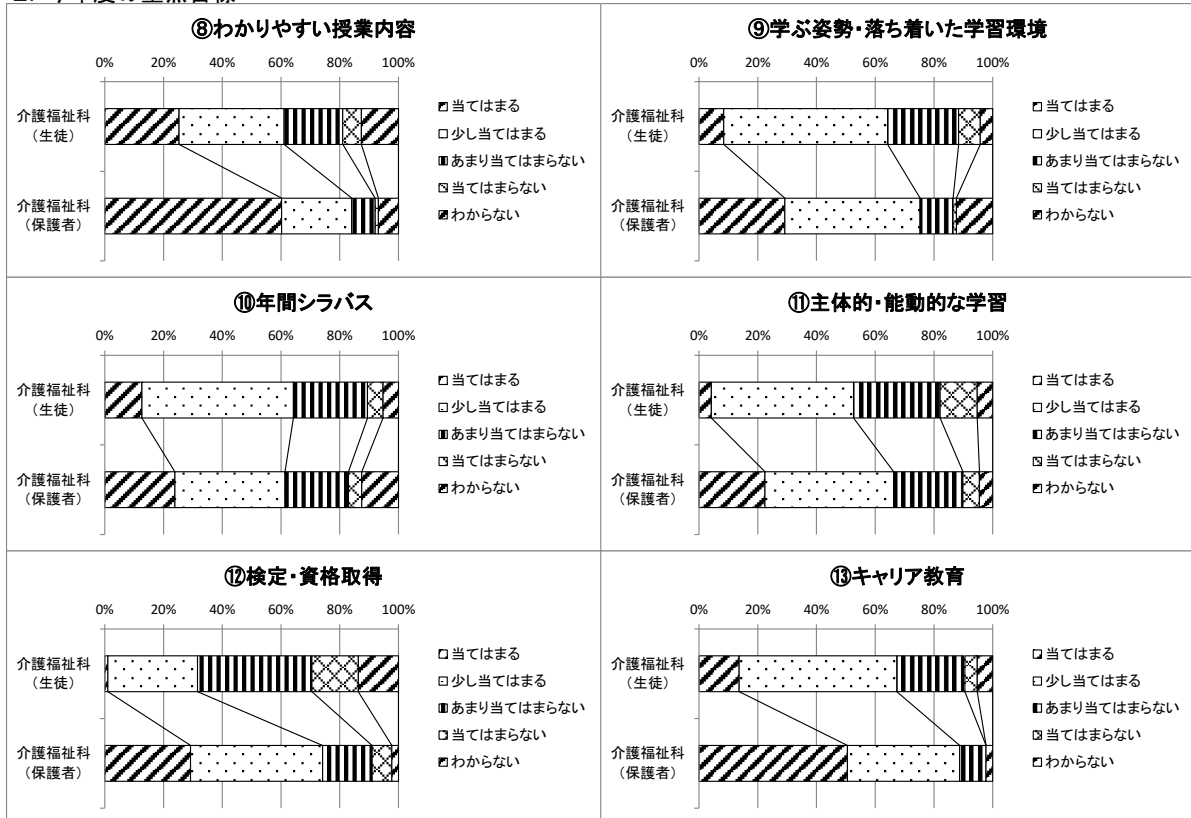 ⑧わかりやすい授業内容
0% 20% 40% 60% 80% 100%
介護福祉科
（生徒）
介護福祉科
（保護者）
当てはまる
少し当てはまる
あまり当てはまらない
当てはまらない
わからない
⑨学ぶ姿勢・落ち着いた学習環境
0% 20% 40% 60% 80% 100%
介護福祉科
（生徒）
介護福祉科
（保護者）
当てはまる
少し当てはまる
あまり当てはまらない
当てはまらない
わからない
⑩年間シラバス
0% 20% 40% 60% 80% 100%
介護福祉科
（生徒）
介護福祉科
（保護者）
当てはまる
少し当てはまる
あまり当てはまらない
当てはまらない
わからない
⑪主体的・能動的な学習
0% 20% 40% 60% 80% 100%
介護福祉科
（生徒）
介護福祉科
（保護者）
当てはまる
少し当てはまる
あまり当てはまらない
当てはまらない
わからない
⑫検定・資格取得
0% 20% 40% 60% 80% 100%
介護福祉科
（生徒）
介護福祉科
（保護者）
当てはまる
少し当てはまる
あまり当てはまらない
当てはまらない
わからない
⑬キャリア教育
0% 20% 40% 60% 80% 100%
介護福祉科
（生徒）
介護福祉科
（保護者）
当てはまる
少し当てはまる
あまり当てはまらない
当てはまらない
わからない